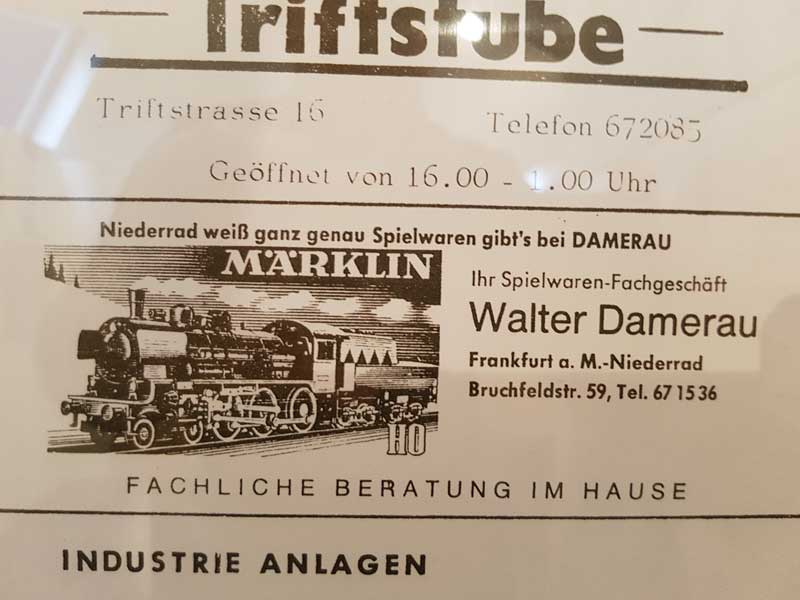 Triftstube
Triftstrasse 16
Telefon 672085
Geöffnet von 16.00 - 1.00 Uhr
Niederrad weiß ganz genau Spielwaren gibt's bei DAMERAU
MÄRKLIN
HO
Ihr Spielwaren-Fachgeschäft
Walter Damerau
Frankfurt a. M.-Niederrad
Bruchfeldstr. 59, Tel. 67 15 36
FACHLICHE BERATUNG IM HAUSE
INDUSTRIE ANLAGEN